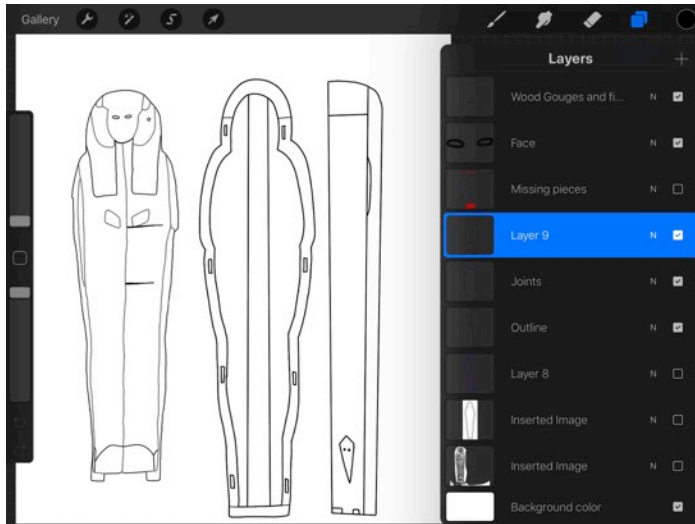 Gallery
Layers
Wood Gouges and fi... N
Face N
Missing pieces N
Layer 9 N
Joints N
Outline N
Layer 8 N
Inserted Image N
Inserted Image N
Background color